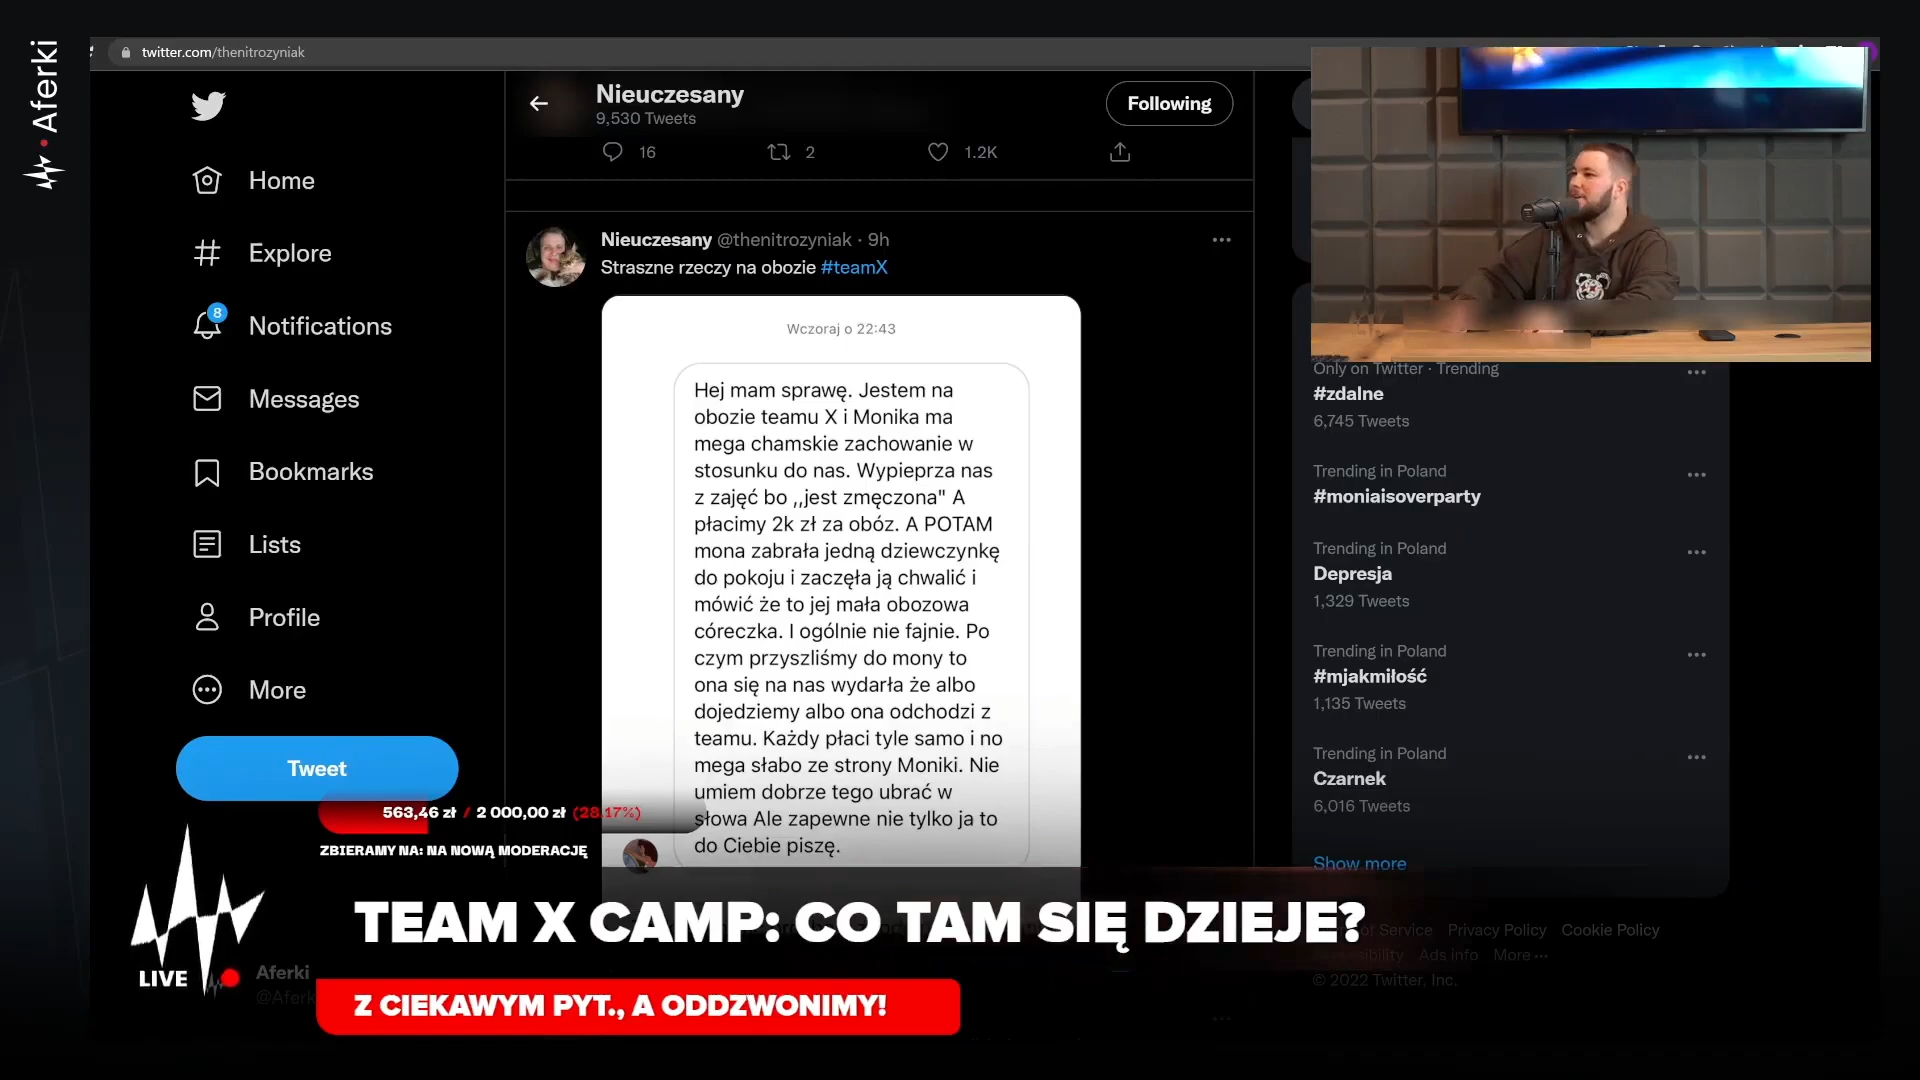 Aferki
twitter.com/thenitrozyniak
Nieuczesany
9,530 Tweets
Following
16
2
1.2K
Home
Explore
8
Notifications
Messages
Bookmarks
Lists
Profile
More
Tweet
Nieuczesany @thenitrozyniak · 9h
Straszne rzeczy na obozie #teamX
Wczoraj o 22:43
Hej mam sprawę. Jestem na
obozie teamu X i Monika ma
mega chamskie zachowanie w
stosunku do nas. Wypieprza nas
z zajęć bo ,,jest zmęczona" A
płacimy 2k zł za obóz. A POTAM
mona zabrała jedną dziewczynkę
do pokoju i zaczęła ją chwalić i
mówić że to jej mała obozowa
córeczka. I ogólnie nie fajnie. Po
czym przyszliśmy do mony to
ona się na nas wydarła że albo
dojedziemy albo ona odchodzi z
teamu. Każdy płaci tyle samo i no
mega słabo ze strony Moniki. Nie
umiem dobrze tego ubrać w
słowa Ale zapewne nie tylko ja to
do Ciebie piszę.
Only on Twitter · Trending
#zdalne
6,745 Tweets
Trending in Poland
#moniaisoverparty
Trending in Poland
Depresja
1,329 Tweets
Trending in Poland
#mjakmiłość
1,135 Tweets
Trending in Poland
Czarnek
6,016 Tweets
Show more
of Service Privacy Policy Cookie Policy
Ads info More
© 2022 Twitter, Inc.
563,46 zł / 2 000,00 zł (28.17%)
ZBIERAMY NA: NA NOWĄ MODERACJĘ
TEAM X CAMP: CO TAM SIĘ DZIEJE?
LIVE
Aferki
@Aferk
Z CIEKAWYM PYT., A ODDZWONIMY!